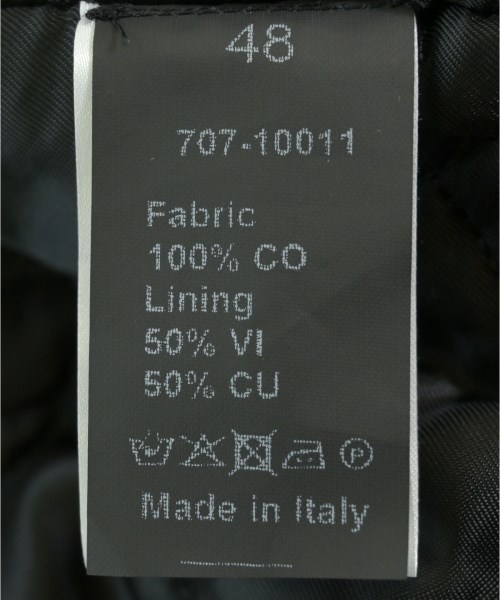 48
707-10011
Fabric
100% CO
Lining
50% VI
50% CU
P
Made in Italy